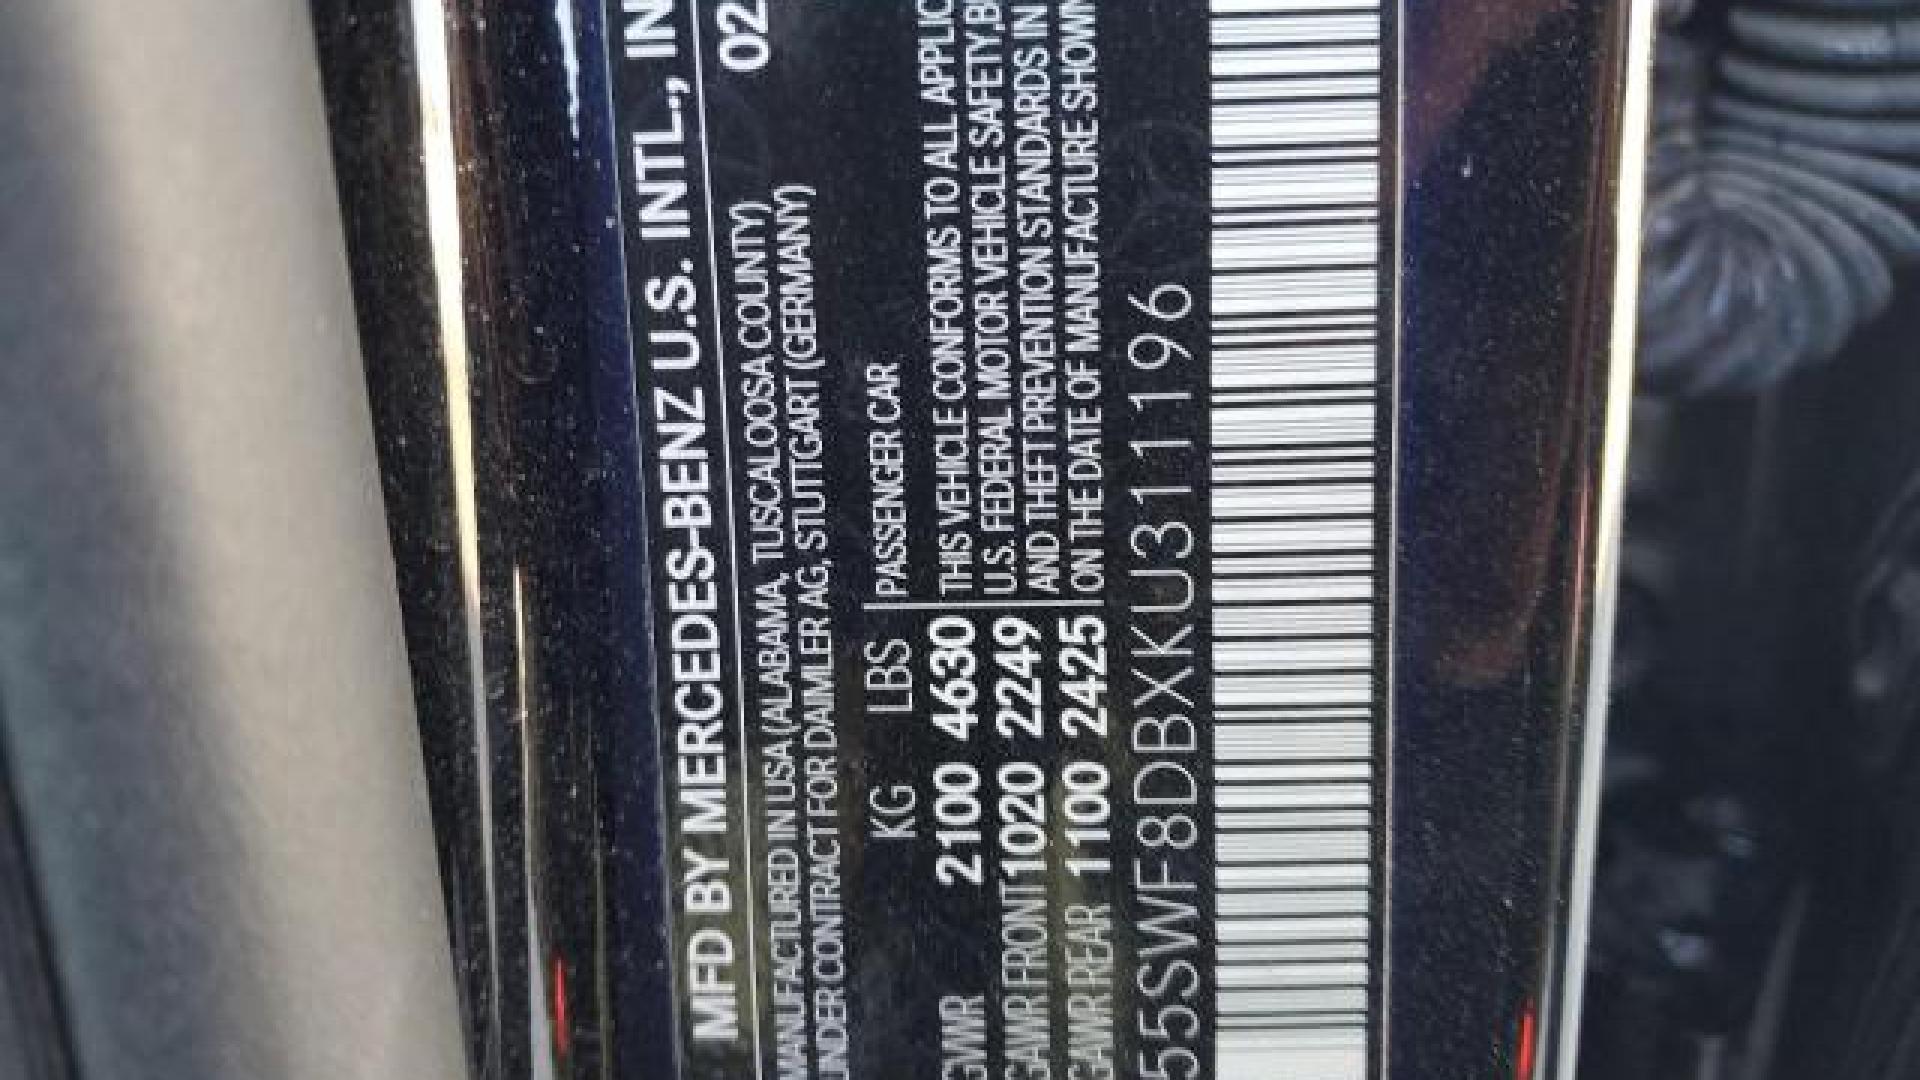 MFD BY MERCEDES-BENZ U.S. INTL., IN
02
MANUFACTURED IN USA (ALABAMA, TUSCALOOSA COUNTY)
UNDER CONTRACT FOR DAIMLER AG, STUTTGART (GERMANY)
KG LBS PASSENGER CAR
GVWR 2100 4630 THIS VEHICLE CONFORMS TO ALL APPLIC
GAWR FRONT 1020 2249 U.S. FEDERAL MOTOR VEHICLE SAFETY,B
GAWR REAR 1100 2425 AND THEFT PREVENTION STANDARDS IN
ON THE DATE OF MANUFACTURE SHOWN
55SWF8DBXKU311196